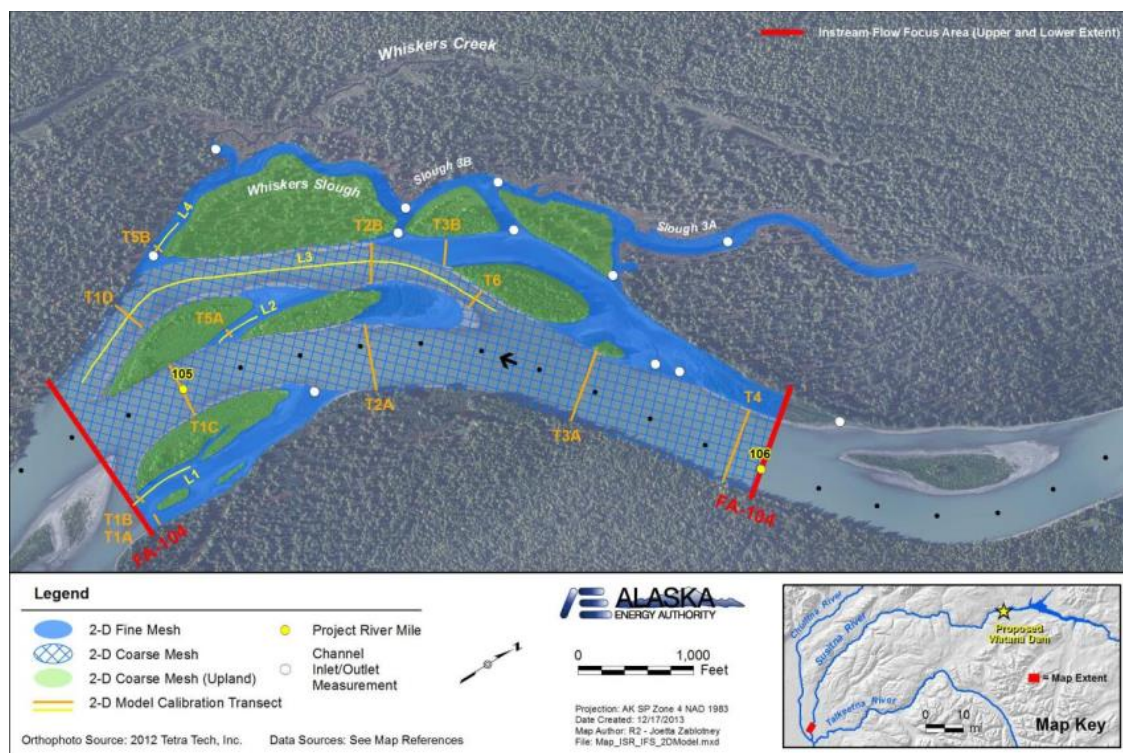 Instream Flow Focus Area (Upper and Lower Extent)
Whiskers Creek
Slough 3B
Whiskers Slough
Slough 3A
L4
T5B
T2B
T3B
L3
T6
T1D
T5A
L2
105
T1C
T2A
T3A
T4
106
L1
T1B
T1A
FA-104
FA-104
Legend
2-D Fine Mesh
2-D Coarse Mesh
2-D Coarse Mesh (Upland)
2-D Model Calibration Transect
Project River Mile
Channel
Inlet/Outlet
Measurement
Orthophoto Source: 2012 Tetra Tech, Inc.
Data Sources: See Map References
ALASKA
ENERGY AUTHORITY
0 1,000
Feet
Projection: AK SP Zone 4 NAD 1983
Date Created: 12/17/2013
Map Author: R2 - Joetta Zablotney
File: Map_ISR_IFS_2DModel.mxd
Chulitna River
Susitna River
Talkeetna River
Proposed
Watana Dam
= Map Extent
0 10
mi
Map Key